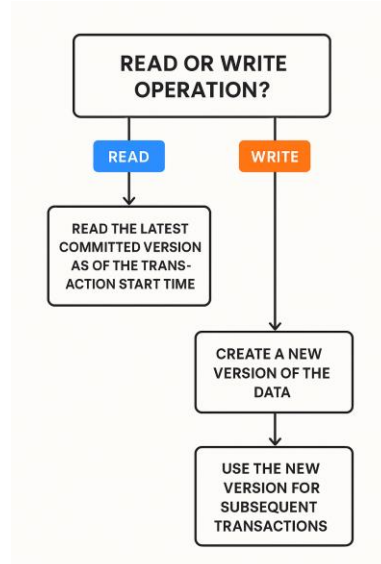 READ OR WRITE
OPERATION?
READ
WRITE
READ THE LATEST
COMMITTED VERSION
AS OF THE TRANS-
ACTION START TIME
CREATE A NEW
VERSION OF THE
DATA
USE THE NEW
VERSION FOR
SUBSEQUENT
TRANSACTIONS